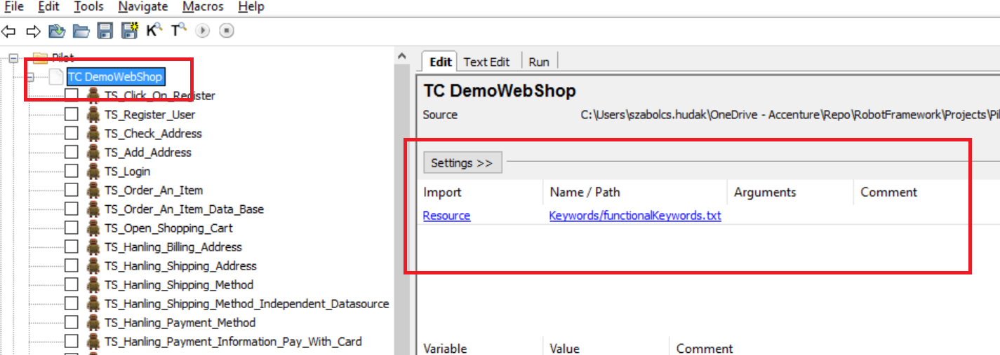 File Edit Tools Navigate Macros Help
K T
Pilot
TC DemoWebShop
TS_Click_On_Register
TS_Register_User
TS_Check_Address
TS_Add_Address
TS_Login
TS_Order_An_Item
TS_Order_An_Item_Data_Base
TS_Open_Shopping_Cart
TS_Hanling_Billing_Address
TS_Hanling_Shipping_Address
TS_Hanling_Shipping_Method
TS_Hanling_Shipping_Method_Independent_Datasource
TS_Hanling_Payment_Method
TS_Hanling_Payment_Information_Pay_With_Card
Edit Text Edit Run
TC DemoWebShop
Source C:\Users\szabolcs.hudak\OneDrive - Accenture\Repo\RobotFramework\Projects\Pil
Settings >>
Import Name / Path Arguments Comment
Resource Keywords/functionalKeywords.txt
Variable Value Comment